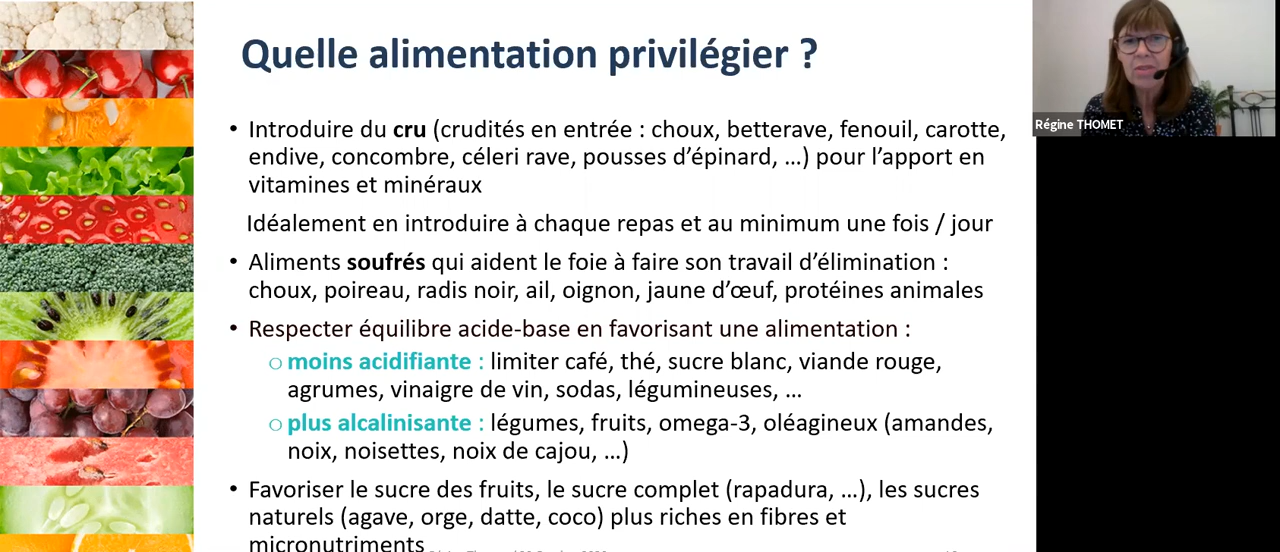 Quelle alimentation privilégier ?
Régine THOMET
• Introduire du cru (crudités en entrée : choux, betterave, fenouil, carotte,
endive, concombre, céleri rave, pousses d’épinard, …) pour l’apport en
vitamines et minéraux
Idéalement en introduire à chaque repas et au minimum une fois / jour
• Aliments soufrés qui aident le foie à faire son travail d’élimination :
choux, poireau, radis noir, ail, oignon, jaune d’œuf, protéines animales
• Respecter équilibre acide-base en favorisant une alimentation :
○ moins acidifiante : limiter café, thé, sucre blanc, viande rouge,
agrumes, vinaigre de vin, sodas, légumineuses, …
○ plus alcalinisante : légumes, fruits, omega-3, oléagineux (amandes,
noix, noisettes, noix de cajou, …)
• Favoriser le sucre des fruits, le sucre complet (rapadura, …), les sucres
naturels (agave, orge, datte, coco) plus riches en fibres et
micronutriments